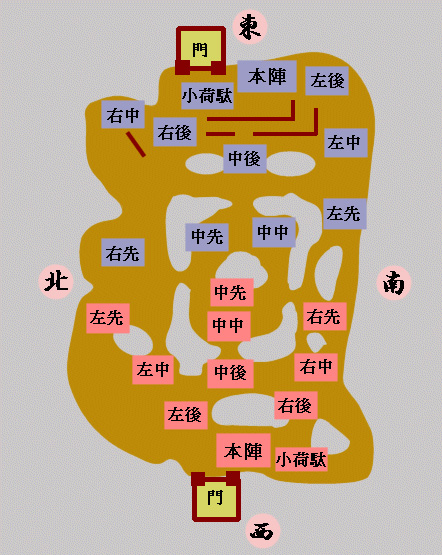 東
門
本陣
左後
小荷駄
右中
右後
左中
中後
左先
中先
中中
右先
北
南
中先
左先
右先
中中
左中
中後
右中
左後
右後
本陣
小荷駄
門
西